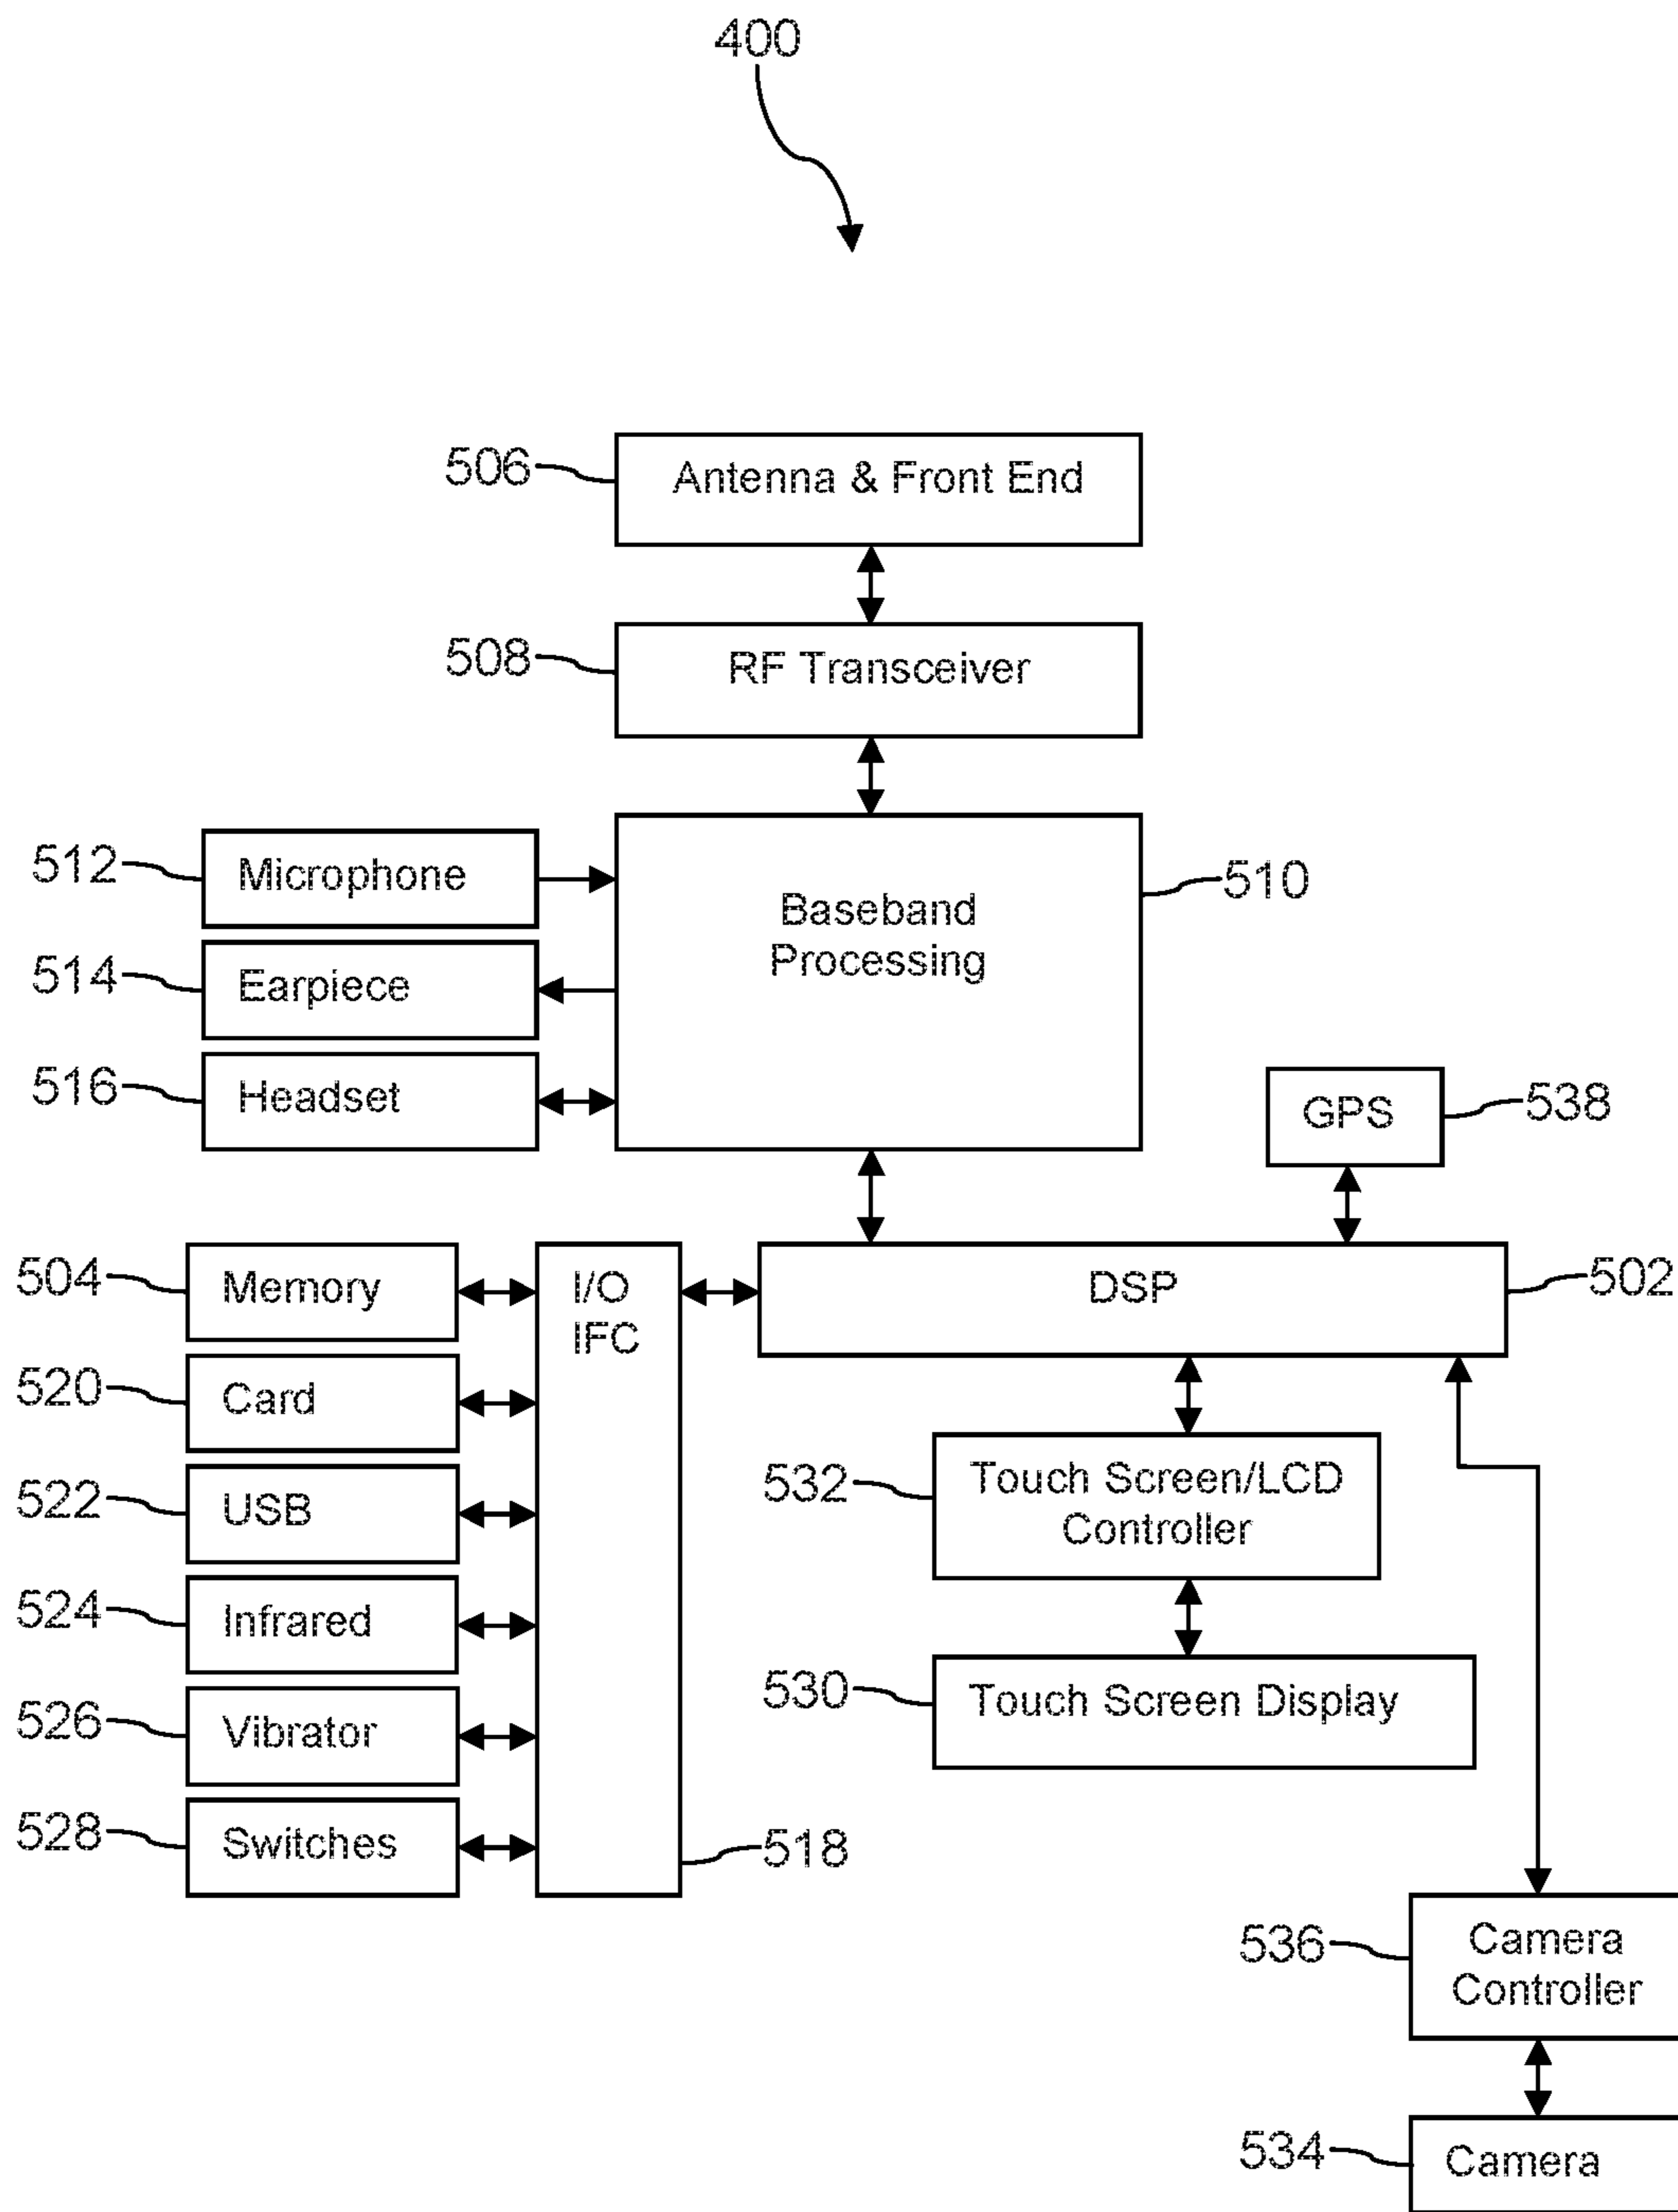 400
506
Antenna & Front End
508
RF Transceiver
512
Microphone
Baseband
Processing
510
514
Earpiece
516
Headset
GPS
538
504
Memory
I/O
IFC
DSP
502
520
Card
522
USB
532
Touch Screen/LCD
Controller
524
Infrared
530
Touch Screen Display
526
Vibrator
528
Switches
518
536
Camera
Controller
534
Camera